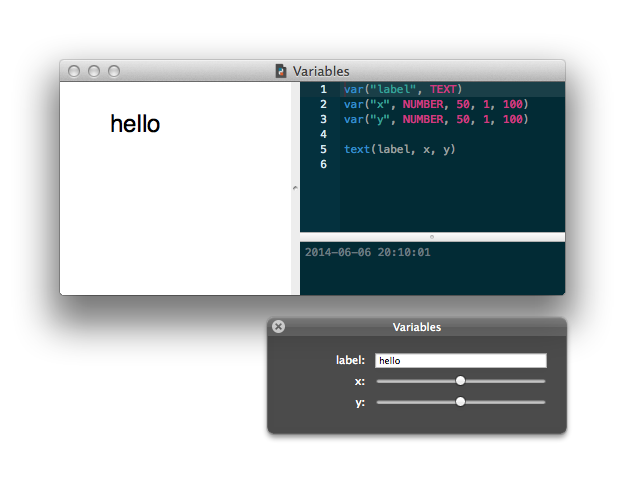 Variables
hello
1 var("label", TEXT)
2 var("x", NUMBER, 50, 1, 100)
3 var("y", NUMBER, 50, 1, 100)
4
5 text(label, x, y)
6
2014-06-06 20:10:01
Variables
label: hello
x:
y: